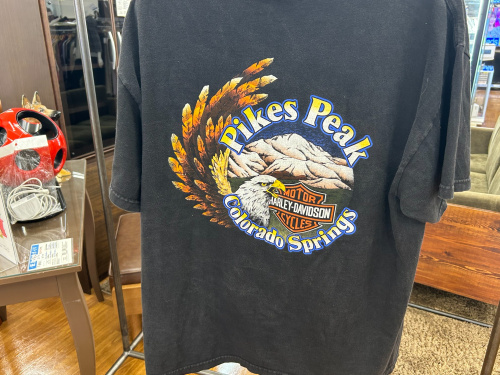 Pikes Peak
MOTOR
HARLEY-DAVIDSON
CYCLES
Colorado Springs